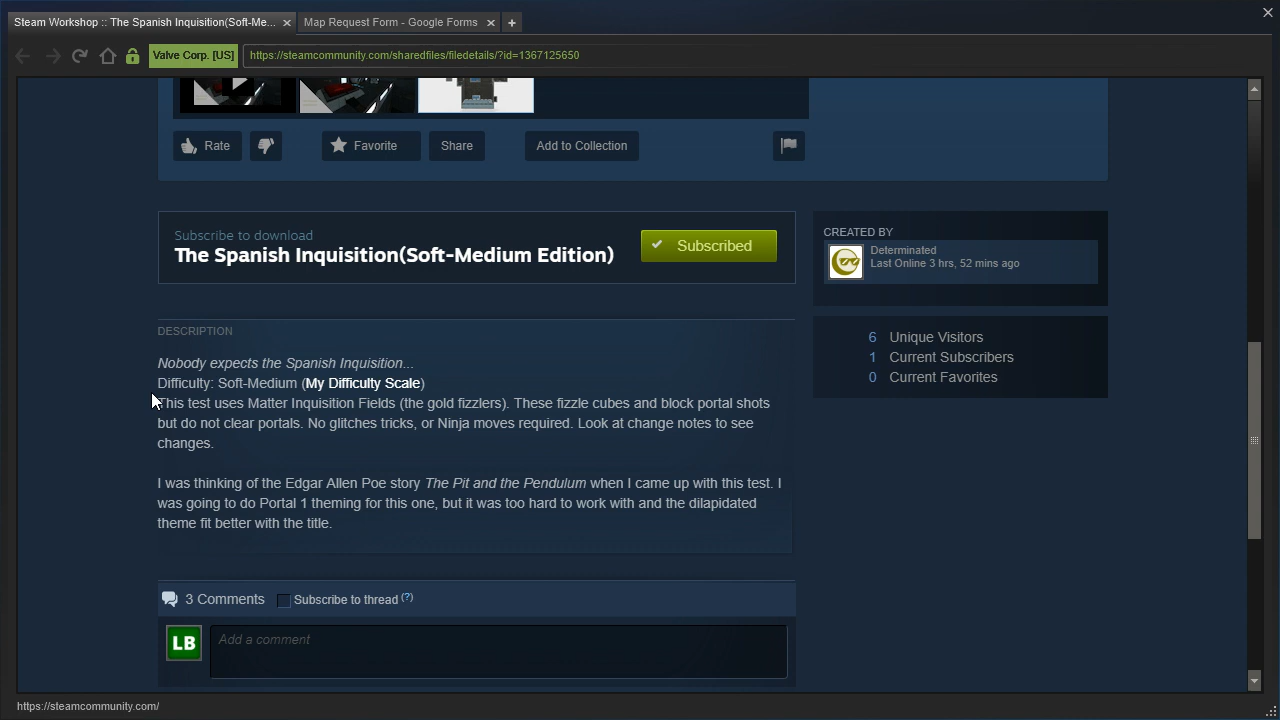 Steam Workshop :: The Spanish Inquisition(Soft-Me...
Map Request Form - Google Forms
Valve Corp. [US]
https://steamcommunity.com/sharedfiles/filedetails/?id=1367125650
Rate
Favorite
Share
Add to Collection
Subscribe to download
The Spanish Inquisition(Soft-Medium Edition)
Subscribed
CREATED BY
Determinated
Last Online 3 hrs, 52 mins ago
6 Unique Visitors
1 Current Subscribers
0 Current Favorites
DESCRIPTION
Nobody expects the Spanish Inquisition...
Difficulty: Soft-Medium (My Difficulty Scale)
This test uses Matter Inquisition Fields (the gold fizzlers). These fizzle cubes and block portal shots
but do not clear portals. No glitches tricks, or Ninja moves required. Look at change notes to see
changes.
I was thinking of the Edgar Allen Poe story The Pit and the Pendulum when I came up with this test. I
was going to do Portal 1 theming for this one, but it was too hard to work with and the dilapidated
theme fit better with the title.
3 Comments
Subscribe to thread (?)
LB
Add a comment
https://steamcommunity.com/